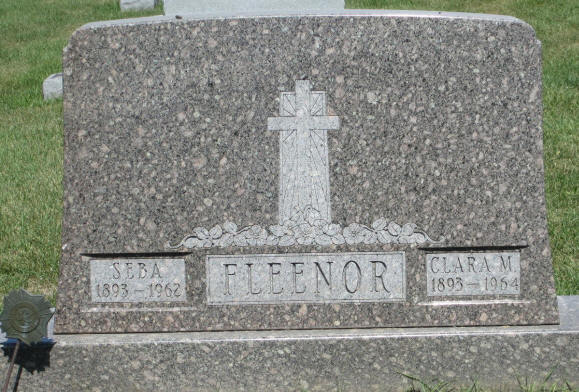 SEBA
1893 – 1962
FLEENOR
CLARA M.
1893 – 1964